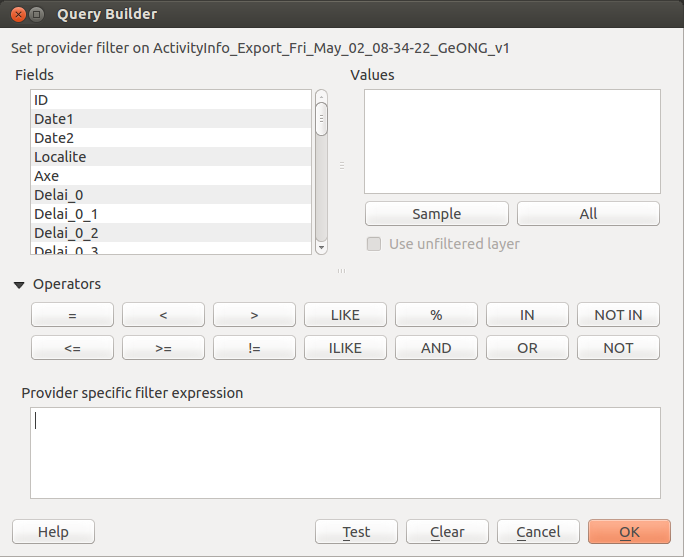 Query Builder
Set provider filter on ActivityInfo_Export_Fri_May_02_08-34-22_GeONG_v1
Fields
Values
ID
Date1
Date2
Localite
Axe
Delai_0
Delai_0_1
Delai_0_2
Delai_0_3
Sample All
Use unfiltered layer
Operators
= < > LIKE % IN NOT IN
<= >= != ILIKE AND OR NOT
Provider specific filter expression
Help Test Clear Cancel OK